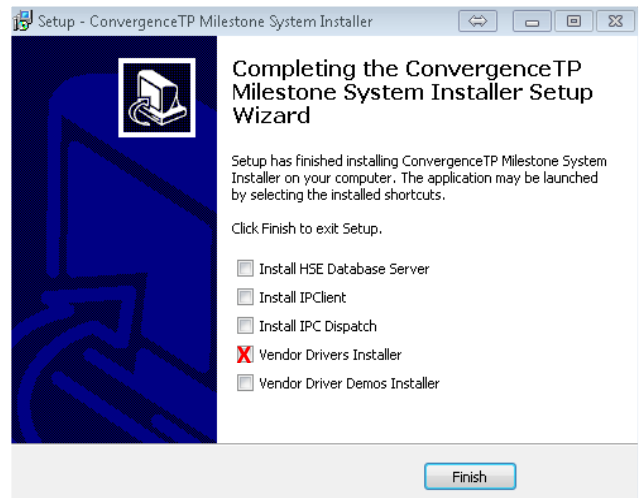 Setup - ConvergenceTP Milestone System Installer
Completing the ConvergenceTP
Milestone System Installer Setup
Wizard
Setup has finished installing ConvergenceTP Milestone System
Installer on your computer. The application may be launched
by selecting the installed shortcuts.
Click Finish to exit Setup.
Install HSE Database Server
Install IPClient
Install IPC Dispatch
X Vendor Drivers Installer
Vendor Driver Demos Installer
Finish